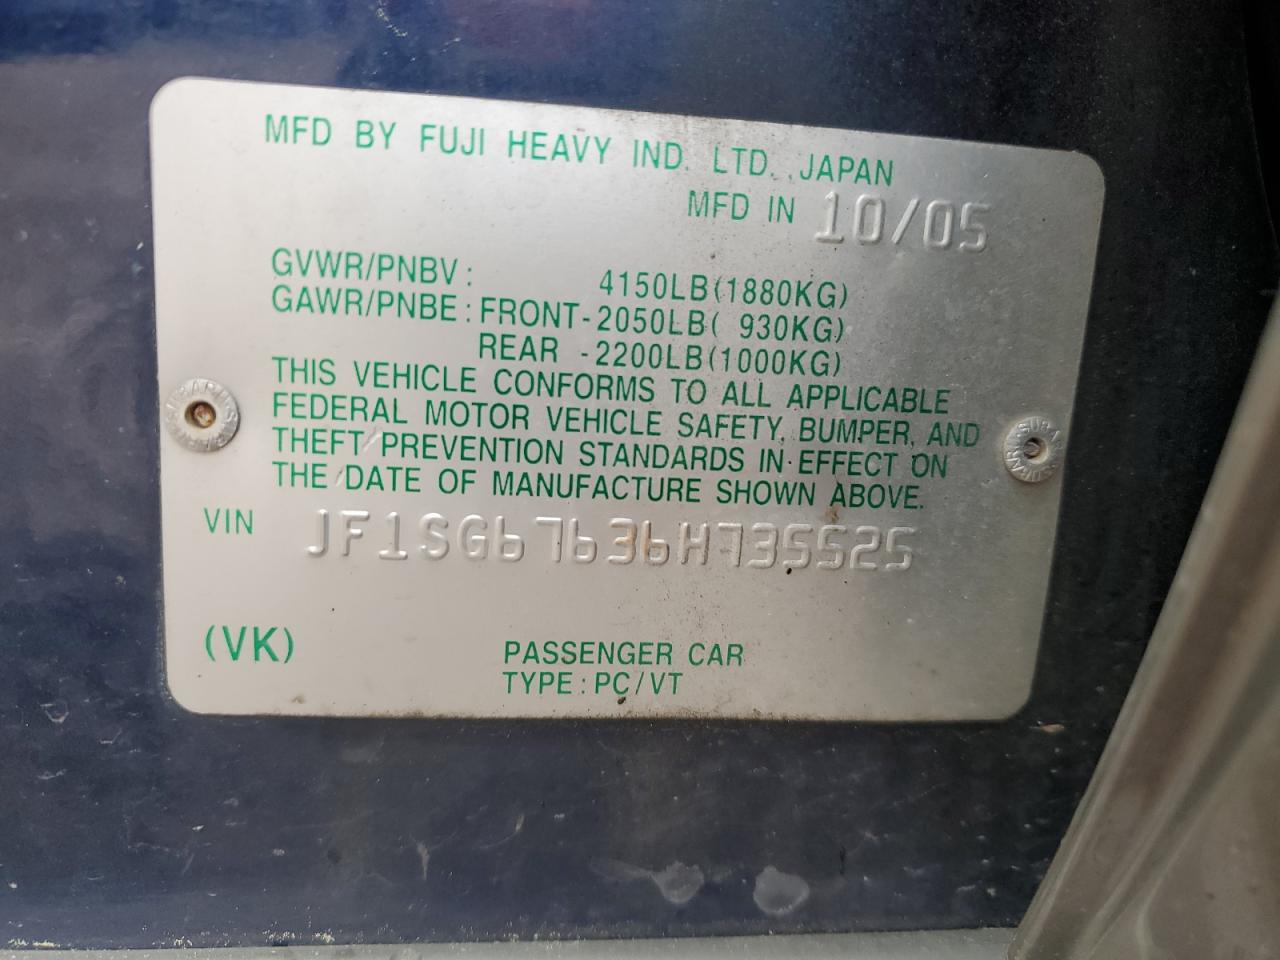 MFD BY FUJI HEAVY IND. LTD. JAPAN
MFD IN 10/05
GVWR/PNBV: 4150LB(1880KG)
GAWR/PNBE: FRONT-2050LB( 930KG)
REAR -2200LB(1000KG)
THIS VEHICLE CONFORMS TO ALL APPLICABLE
FEDERAL MOTOR VEHICLE SAFETY, BUMPER, AND
THEFT PREVENTION STANDARDS IN EFFECT ON
THE DATE OF MANUFACTURE SHOWN ABOVE.
VIN JF1SG67636H735525
(VK) PASSENGER CAR
TYPE: PC/VT